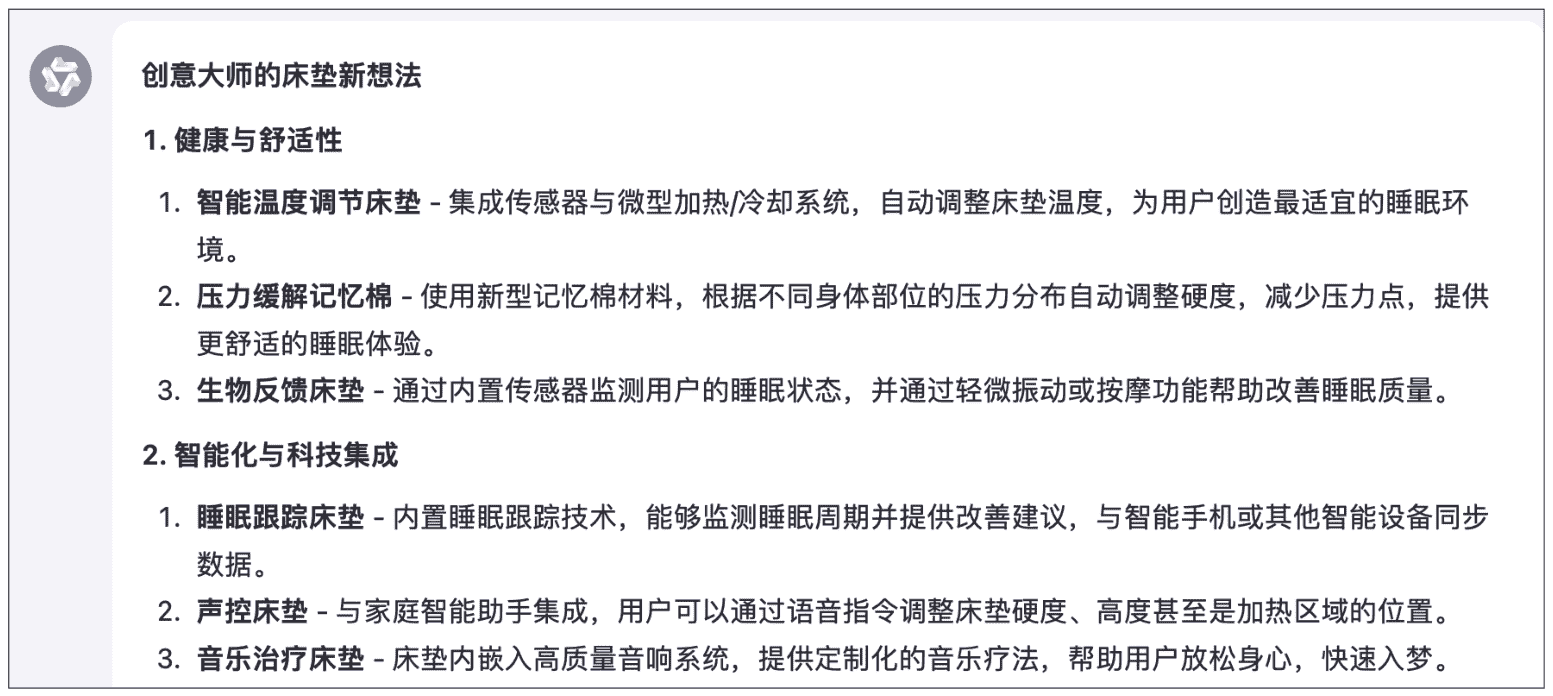 创意大师的床垫新想法
1. 健康与舒适性
1. 智能温度调节床垫 - 集成传感器与微型加热/冷却系统，自动调整床垫温度，为用户创造最适宜的睡眠环
境。
2. 压力缓解记忆棉 - 使用新型记忆棉材料，根据不同身体部位的压力分布自动调整硬度，减少压力点，提供
更舒适的睡眠体验。
3. 生物反馈床垫 - 通过内置传感器监测用户的睡眠状态，并通过轻微振动或按摩功能帮助改善睡眠质量。
2. 智能化与科技集成
1. 睡眠跟踪床垫 - 内置睡眠跟踪技术，能够监测睡眠周期并提供改善建议，与智能手机或其他智能设备同步
数据。
2. 声控床垫 - 与家庭智能助手集成，用户可以通过语音指令调整床垫硬度、高度甚至是加热区域的位置。
3. 音乐治疗床垫 - 床垫内嵌入高质量音响系统，提供定制化的音乐疗法，帮助用户放松身心，快速入梦。